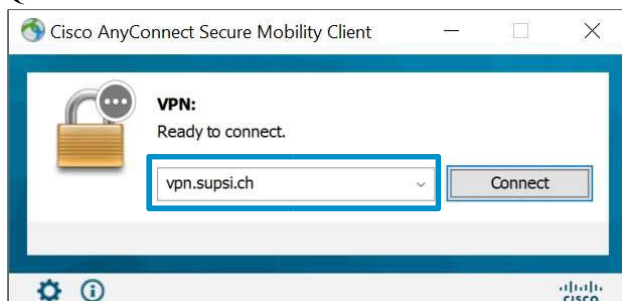 Cisco AnyConnect Secure Mobility Client
VPN:
Ready to connect.
vpn.supsi.ch
Connect
CISCO